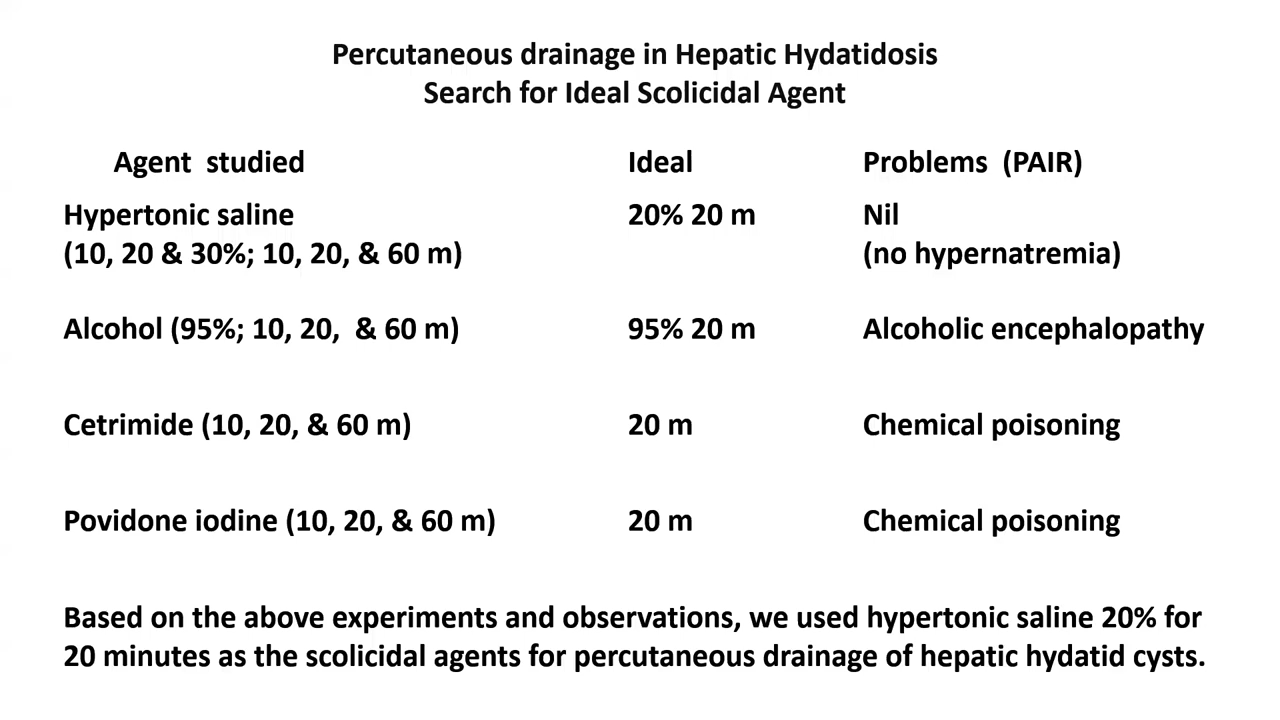 Percutaneous drainage in Hepatic Hydatidosis
Search for Ideal Scolicidal Agent
Agent studied Ideal Problems (PAIR)
Hypertonic saline 20% 20 m Nil
(10, 20 & 30%; 10, 20, & 60 m) (no hypernatremia)
Alcohol (95%; 10, 20, & 60 m) 95% 20 m Alcoholic encephalopathy
Cetrimide (10, 20, & 60 m) 20 m Chemical poisoning
Povidone iodine (10, 20, & 60 m) 20 m Chemical poisoning
Based on the above experiments and observations, we used hypertonic saline 20% for
20 minutes as the scolicidal agents for percutaneous drainage of hepatic hydatid cysts.